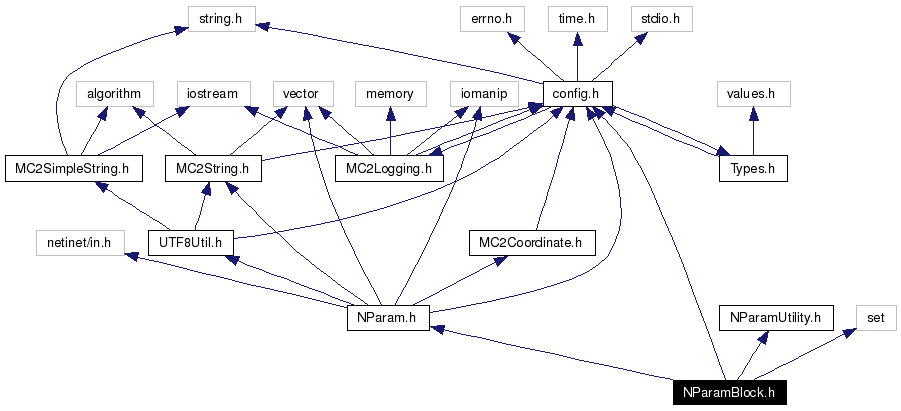 string.h
errno.h
time.h
stdio.h
algorithm
iostream
vector
memory
iomanip
config.h
values.h
MC2SimpleString.h
MC2String.h
MC2Logging.h
Types.h
netinet/in.h
UTF8Util.h
MC2Coordinate.h
NParam.h
NParamUtility.h
set
NParamBlock.h